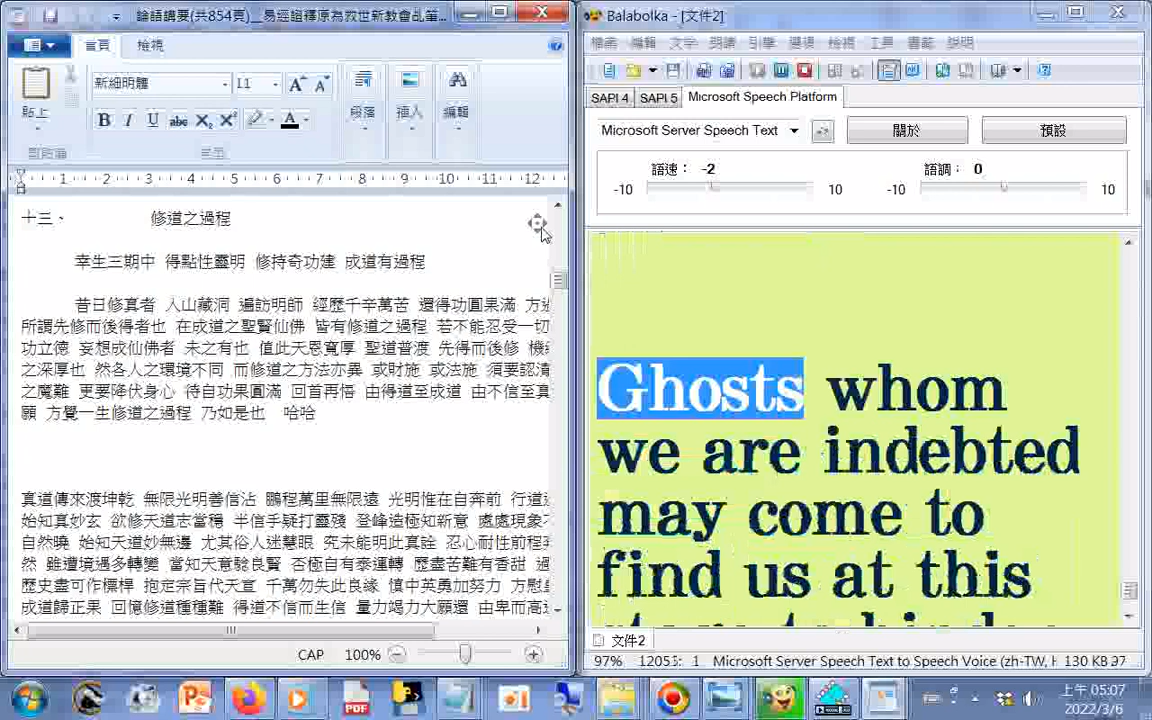 論語講要(共854頁)__易經證釋原為救世新教會乩筆...
首頁
檢視
貼上
新細明體
11
段落
插入
編輯
剪貼簿
字型
1 2 3 4 5 6 7 8 9 10 11 12
十三、 修道之過程
幸生三期中 得點性靈明 修持奇功建 成道有過程
昔日修真者 入山藏洞 遍訪明師 經歷千辛萬苦 還得功圓果滿 方
所謂先修而後得者也 在成道之聖賢仙佛 皆有修道之過程 若不能忍受一切
功立德 妄想成仙佛者 未之有也 值此天恩寬厚 聖道普渡 先得而後修 機
之深厚也 然各人之環境不同 而修道之方法亦異 或財施 或法施 須要認清
之魔難 更要降伏身心 待自功果圓滿 回首再悟 由得道至成道 由不信至真
願 方覺一生修道之過程 乃如是也 哈哈
真道傳來渡坤乾 無限光明善信沾 鵬程萬里無限遠 光明惟在自奔前 行道
始知真妙玄 欲修天道志當穩 半信半疑打靈殘 登峰造極知新意 處處現象
自然曉 始知天道妙無邊 尤其俗人迷慧眼 究未能明此真詮 忍心耐性前程
然 雖遭境遇多轉變 當知天意驗良賢 否極自有泰運轉 歷盡苦難有香甜 過
歷史盡可作標桿 抱定宗旨代天宣 千萬勿失此良緣 慎中英勇加努力 方慰
成道歸正果 回憶修道種種難 得道不信而生信 量力竭力大願還 由卑而高
CAP 100%
Balabolka - [文件2]
檔案 編輯 文字 朗讀 引擎 選項 檢視 工具 書籤 說明
SAPI 4 SAPI 5 Microsoft Speech Platform
Microsoft Server Speech Text
關於
預設
語速： -2
語調： 0
-10 10 -10 10
Ghosts whom
we are indebted
may come to
find us at this
文件2
97% 12055: 1 Microsoft Server Speech Text to Speech Voice (zh-TW, 130 KB
上午 05:07
2022/3/6